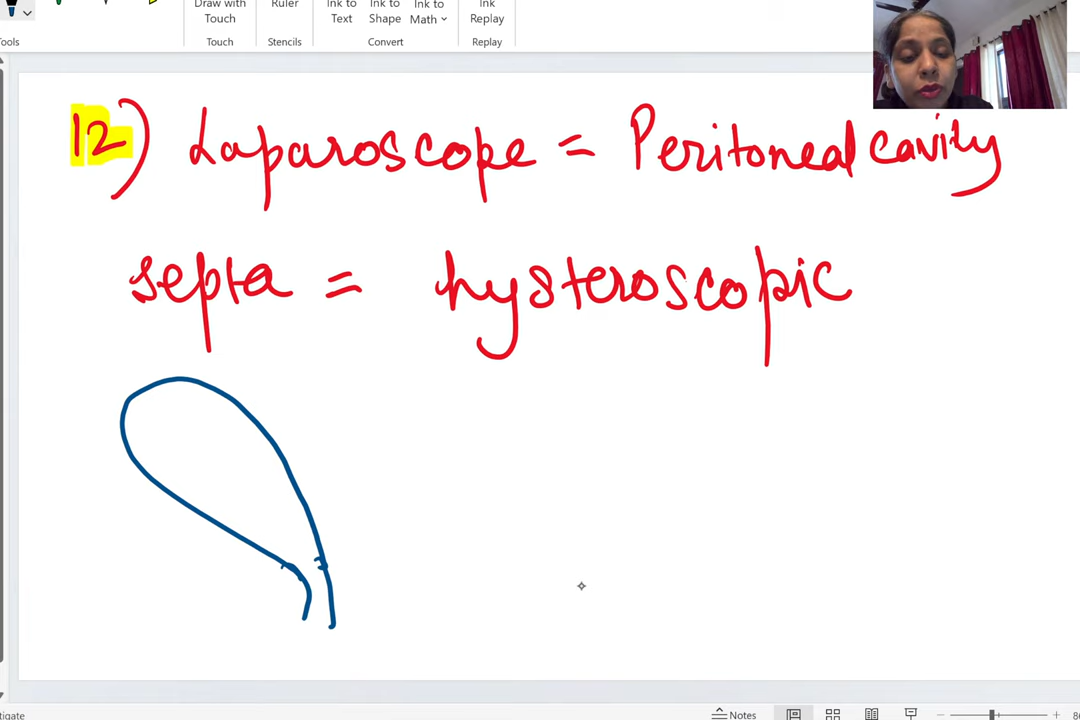 Draw with Touch
Ruler
Ink to Text
Ink to Shape
Ink to Math
Ink Replay
Tools
Touch
Stencils
Convert
Replay
12) Laparoscope = Peritoneal cavity
septa = hysteroscopic
Notes